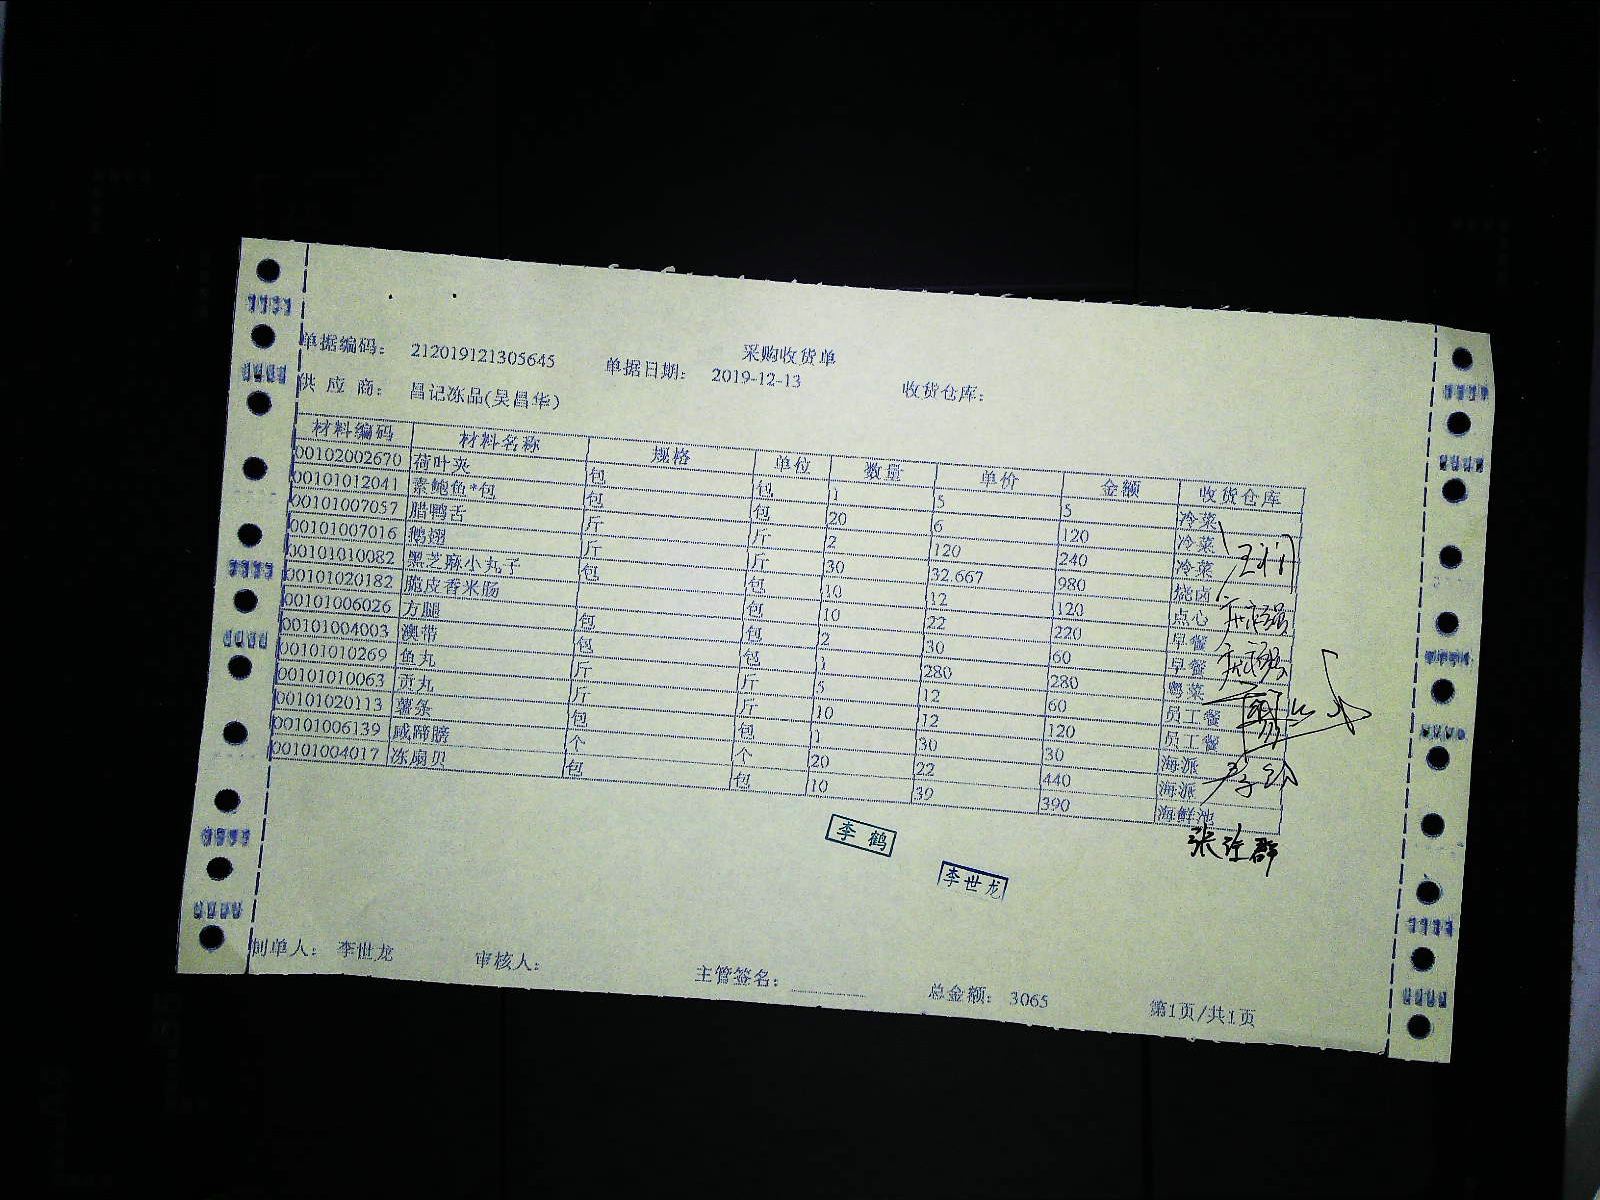 采购收货单
单据编码： 212019121305645 单据日期： 2019-12-13 收货仓库：
供 应 商： 昌记冻品(吴昌华)
材料编码 材料名称 规格 单位 数量 单价 金额 收货仓库
00102002670 荷叶夹 包 包 1 5 5 冷菜
00101012041 素鲍鱼*包 包 包 20 6 120 冷菜
00101007057 腊鸭舌 斤 斤 2 120 240 冷菜
00101007016 鹅翅 斤 斤 30 32.667 980 烧卤
00101010082 黑芝麻小丸子 包 包 10 12 120 点心
00101020182 脆皮香米肠 包 10 22 220 早餐
00101006026 方腿 包 包 2 30 60 早餐
00101004003 澳带 包 包 1 280 280 粤菜
00101010269 鱼丸 斤 斤 5 12 60 员工餐
00101010063 贡丸 斤 斤 10 12 120 员工餐
00101020113 薯条 包 包 1 30 30 海派
00101006139 咸蹄膀 个 个 20 22 440 海派
00101004017 冻扇贝 包 包 10 39 390 海鲜池
李鹤
李世龙
制单人： 李世龙 审核人： 主管签名： 总金额： 3065 第1页/共1页